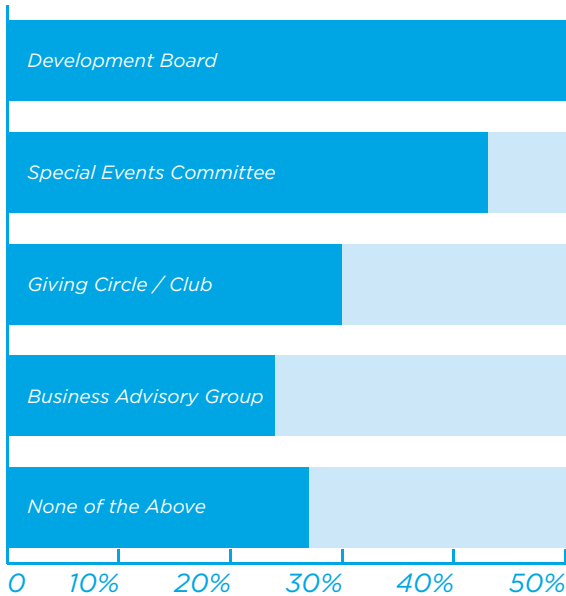 Development Board
Special Events Committee
Giving Circle / Club
Business Advisory Group
None of the Above
0 10% 20% 30% 40% 50%